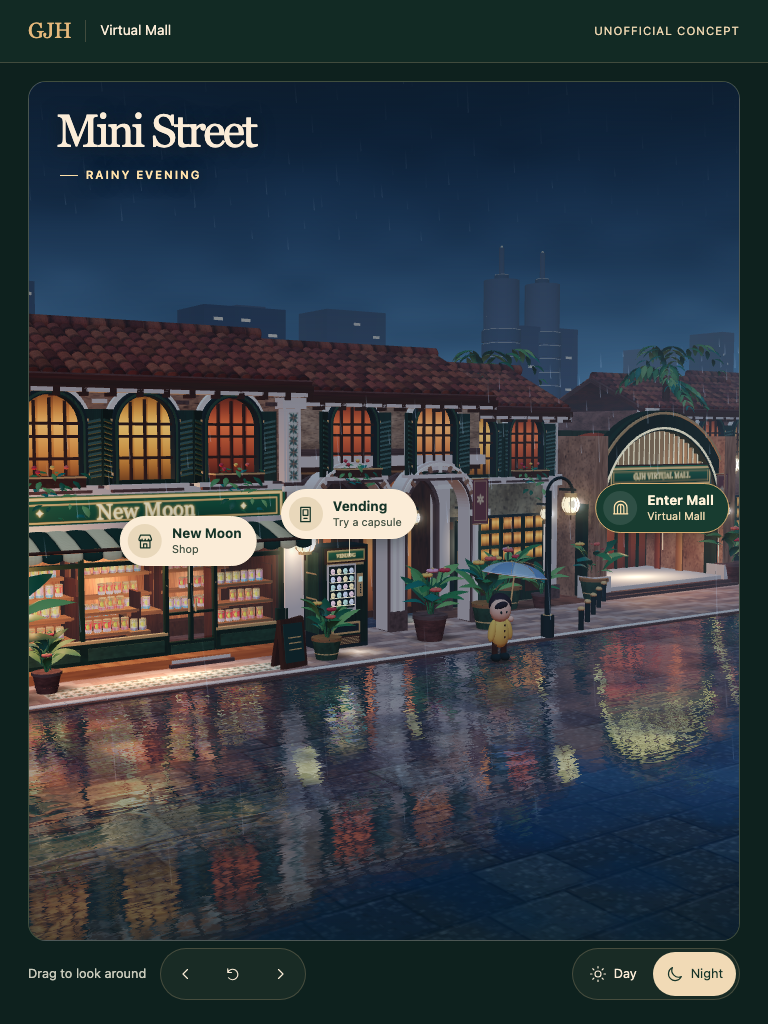 GJH
Virtual Mall
UNOFFICIAL CONCEPT
Mini Street
RAINY EVENING
GJH VIRTUAL MALL
Enter Mall
Virtual Mall
Vending
Try a capsule
New Moon
New Moon
Shop
VENDING
Drag to look around
Day
Night